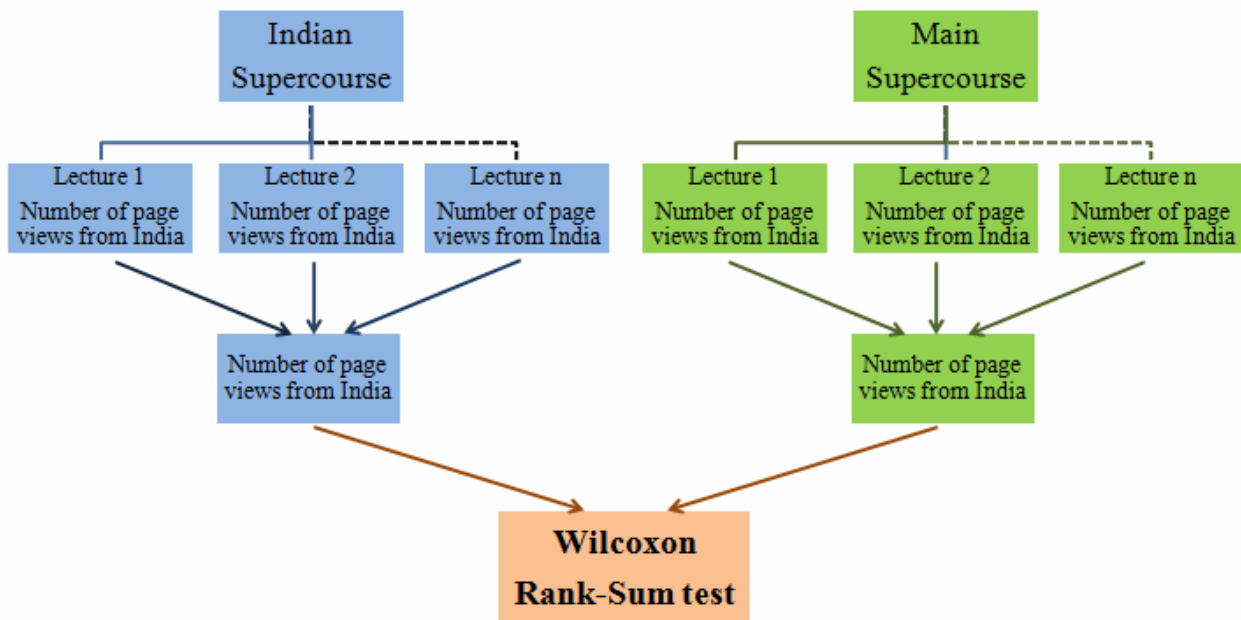 Indian
Supercourse
Main
Supercourse
Lecture 1
Number of page
views from India
Lecture 2
Number of page
views from India
Lecture n
Number of page
views from India
Lecture 1
Number of page
views from India
Lecture 2
Number of page
views from India
Lecture n
Number of page
views from India
Number of page
views from India
Number of page
views from India
Wilcoxon
Rank-Sum test